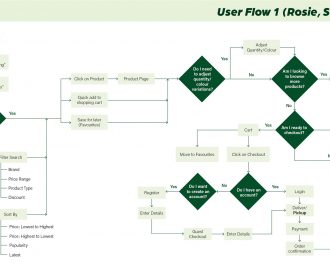 User Flow 1 (Rosie, S
Click on Product
Product Page
Quick add to
shopping cart
Save for later
(Favourites)
Do I need
to adjust
quantity/
colour
variations?
Yes
No
Adjust
Quantity/Colour
Am I looking
to browse
more
products?
Yes
No
Am I ready to
checkout?
No
Yes
Cart
Move to Favourites
Click on Checkout
Do I want to
create an
account?
Yes
No
Do I have an
account?
No
Yes
Register
Enter Details
Guest
Checkout
Enter Details
Login
Deliver/
Pickup
Payment
Order
confirmation
Filter Search
Brand
Price Range
Product Type
Discount
Sort By
Price: Lowest to Highest
Price: Highest to Lowest
Popularity
Latest